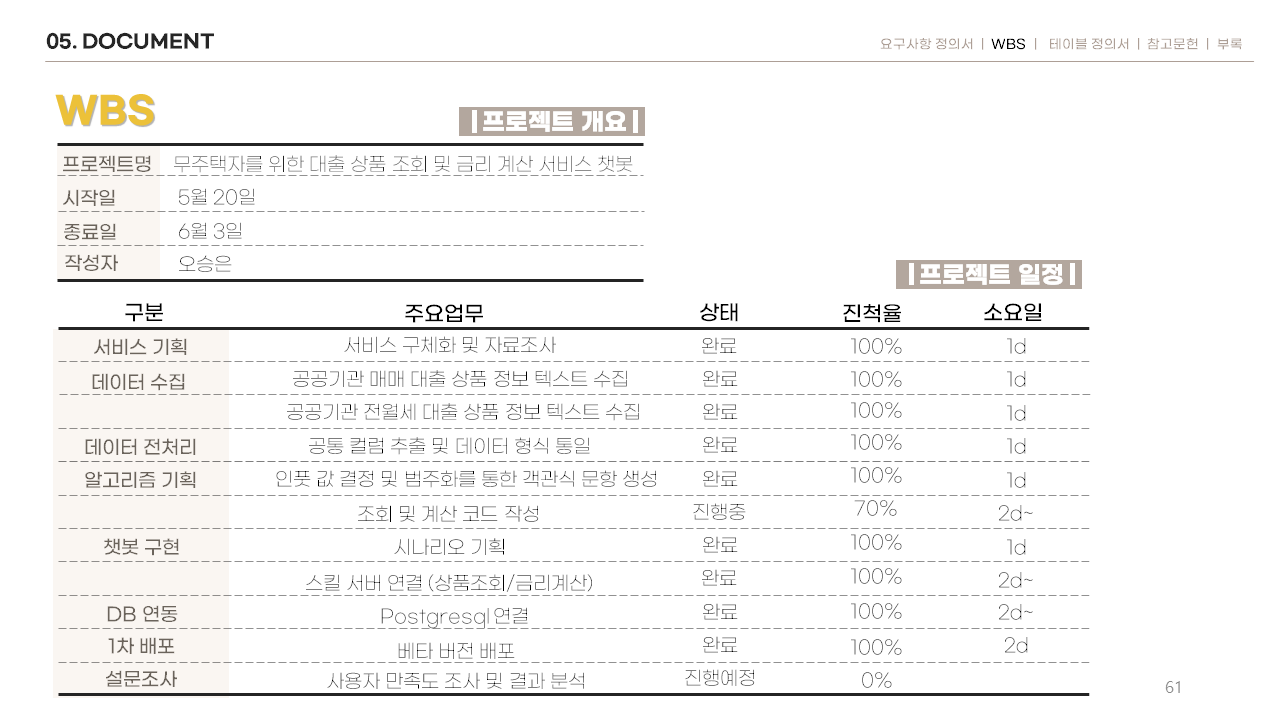 05. DOCUMENT
요구사항 정의서 | WBS | 테이블 정의서 | 참고문헌 | 부록
WBS
|프로젝트 개요|
프로젝트명 무주택자를 위한 대출 상품 조회 및 금리 계산 서비스 챗봇
시작일 5월 20일
종료일 6월 3일
작성자 오승은
|프로젝트 일정|
구분 주요업무 상태 진척율 소요일
서비스 기획 서비스 구체화 및 자료조사 완료 100% 1d
데이터 수집 공공기관 매매 대출 상품 정보 텍스트 수집 완료 100% 1d
공공기관 전월세 대출 상품 정보 텍스트 수집 완료 100% 1d
데이터 전처리 공통 컬럼 추출 및 데이터 형식 통일 완료 100% 1d
알고리즘 기획 인풋 값 결정 및 범주화를 통한 객관식 문항 생성 완료 100% 1d
조회 및 계산 코드 작성 진행중 70% 2d~
챗봇 구현 시나리오 기획 완료 100% 1d
스킬 서버 연결 (상품조회/금리계산) 완료 100% 2d~
DB 연동 Postgresql 연결 완료 100% 2d~
1차 배포 베타 버전 배포 완료 100% 2d
설문조사 사용자 만족도 조사 및 결과 분석 진행예정 0%
61